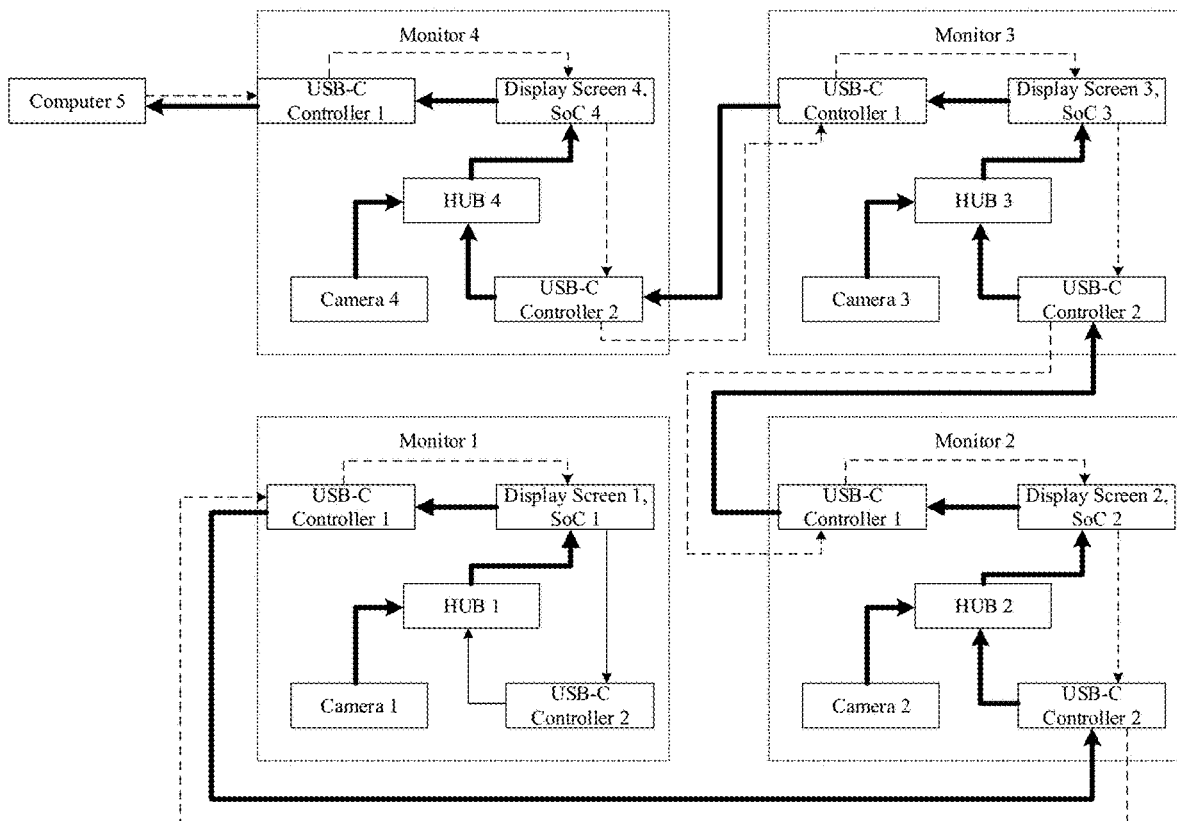 Monitor 4
Monitor 3
Computer 5
USB-C
Controller 1
Display Screen 4,
SoC 4
USB-C
Controller 1
Display Screen 3,
SoC 3
HUB 4
HUB 3
Camera 4
USB-C
Controller 2
Camera 3
USB-C
Controller 2
Monitor 1
Monitor 2
USB-C
Controller 1
Display Screen 1,
SoC 1
USB-C
Controller 1
Display Screen 2,
SoC 2
HUB 1
HUB 2
Camera 1
USB-C
Controller 2
Camera 2
USB-C
Controller 2